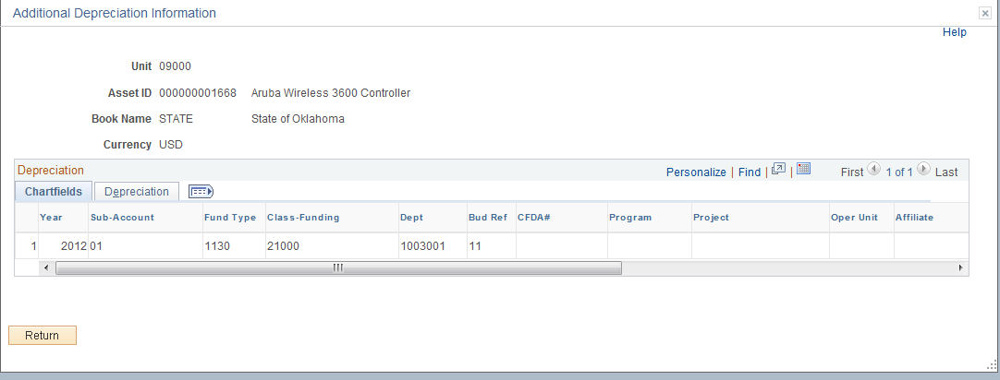 Additional Depreciation Information
Help
Unit 09000
Asset ID 000000001668 Aruba Wireless 3600 Controller
Book Name STATE State of Oklahoma
Currency USD
Depreciation Personalize | Find | | First 1 of 1 Last
Chartfields Depreciation
Year Sub-Account Fund Type Class-Funding Dept Bud Ref CFDA# Program Project Oper Unit Affiliate
1 2012 01 1130 21000 1003001 11
Return